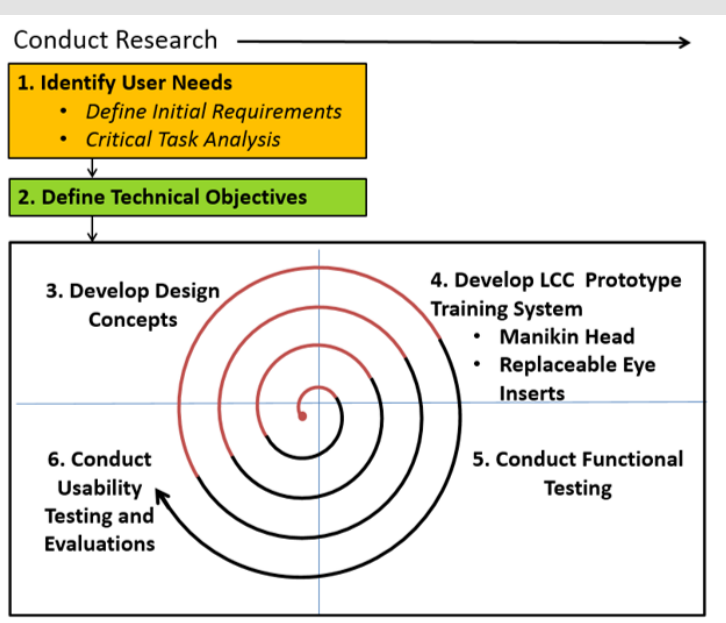 Conduct Research
1. Identify User Needs
• Define Initial Requirements
• Critical Task Analysis
2. Define Technical Objectives
3. Develop Design
Concepts
4. Develop LCC Prototype
Training System
• Manikin Head
• Replaceable Eye
Inserts
5. Conduct Functional
Testing
6. Conduct
Usability
Testing and
Evaluations